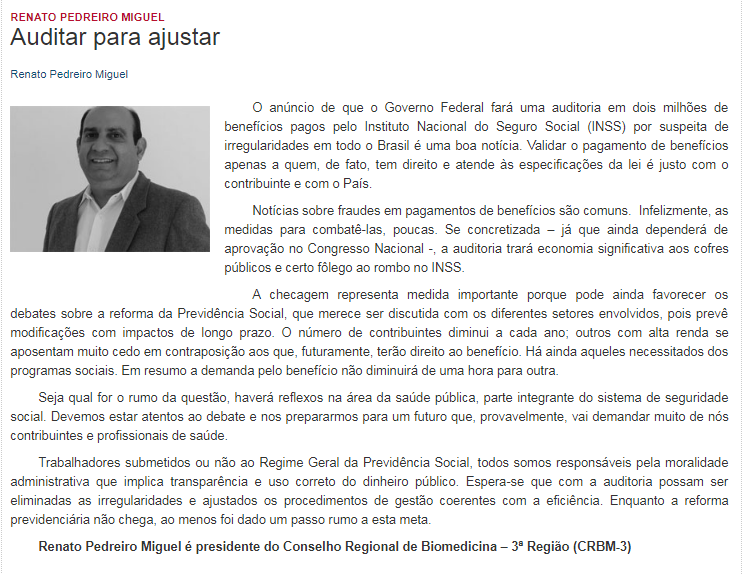 RENATO PEDREIRO MIGUEL
Auditar para ajustar
Renato Pedreiro Miguel
O anúncio de que o Governo Federal fará uma auditoria em dois milhões de
benefícios pagos pelo Instituto Nacional do Seguro Social (INSS) por suspeita de
irregularidades em todo o Brasil é uma boa notícia. Validar o pagamento de benefícios
apenas a quem, de fato, tem direito e atende às especificações da lei é justo com o
contribuinte e com o País.
Notícias sobre fraudes em pagamentos de benefícios são comuns. Infelizmente, as
medidas para combatê-las, poucas. Se concretizada – já que ainda dependerá de
aprovação no Congresso Nacional -, a auditoria trará economia significativa aos cofres
públicos e certo fôlego ao rombo no INSS.
A checagem representa medida importante porque pode ainda favorecer os
debates sobre a reforma da Previdência Social, que merece ser discutida com os diferentes setores envolvidos, pois prevê
modificações com impactos de longo prazo. O número de contribuintes diminui a cada ano; outros com alta renda se
aposentam muito cedo em contraposição aos que, futuramente, terão direito ao benefício. Há ainda aqueles necessitados dos
programas sociais. Em resumo a demanda pelo benefício não diminuirá de uma hora para outra.
Seja qual for o rumo da questão, haverá reflexos na área da saúde pública, parte integrante do sistema de seguridade
social. Devemos estar atentos ao debate e nos prepararmos para um futuro que, provavelmente, vai demandar muito de nós
contribuintes e profissionais de saúde.
Trabalhadores submetidos ou não ao Regime Geral da Previdência Social, todos somos responsáveis pela moralidade
administrativa que implica transparência e uso correto do dinheiro público. Espera-se que com a auditoria possam ser
eliminadas as irregularidades e ajustados os procedimentos de gestão coerentes com a eficiência. Enquanto a reforma
previdenciária não chega, ao menos foi dado um passo rumo a esta meta.
Renato Pedreiro Miguel é presidente do Conselho Regional de Biomedicina – 3ª Região (CRBM-3)